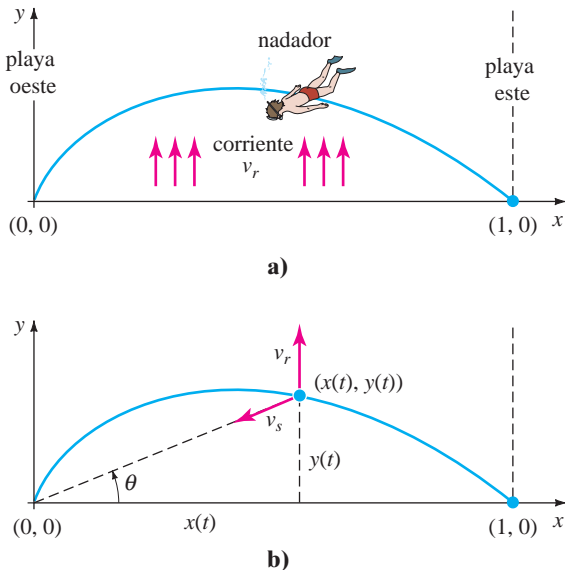 y
nadador
playa
oeste
playa
este
corriente
v_r
(0, 0)
(1, 0)
x
a)
y
v_r
(x(t), y(t))
v_s
y(t)
θ
(0, 0)
x(t)
(1, 0)
x
b)